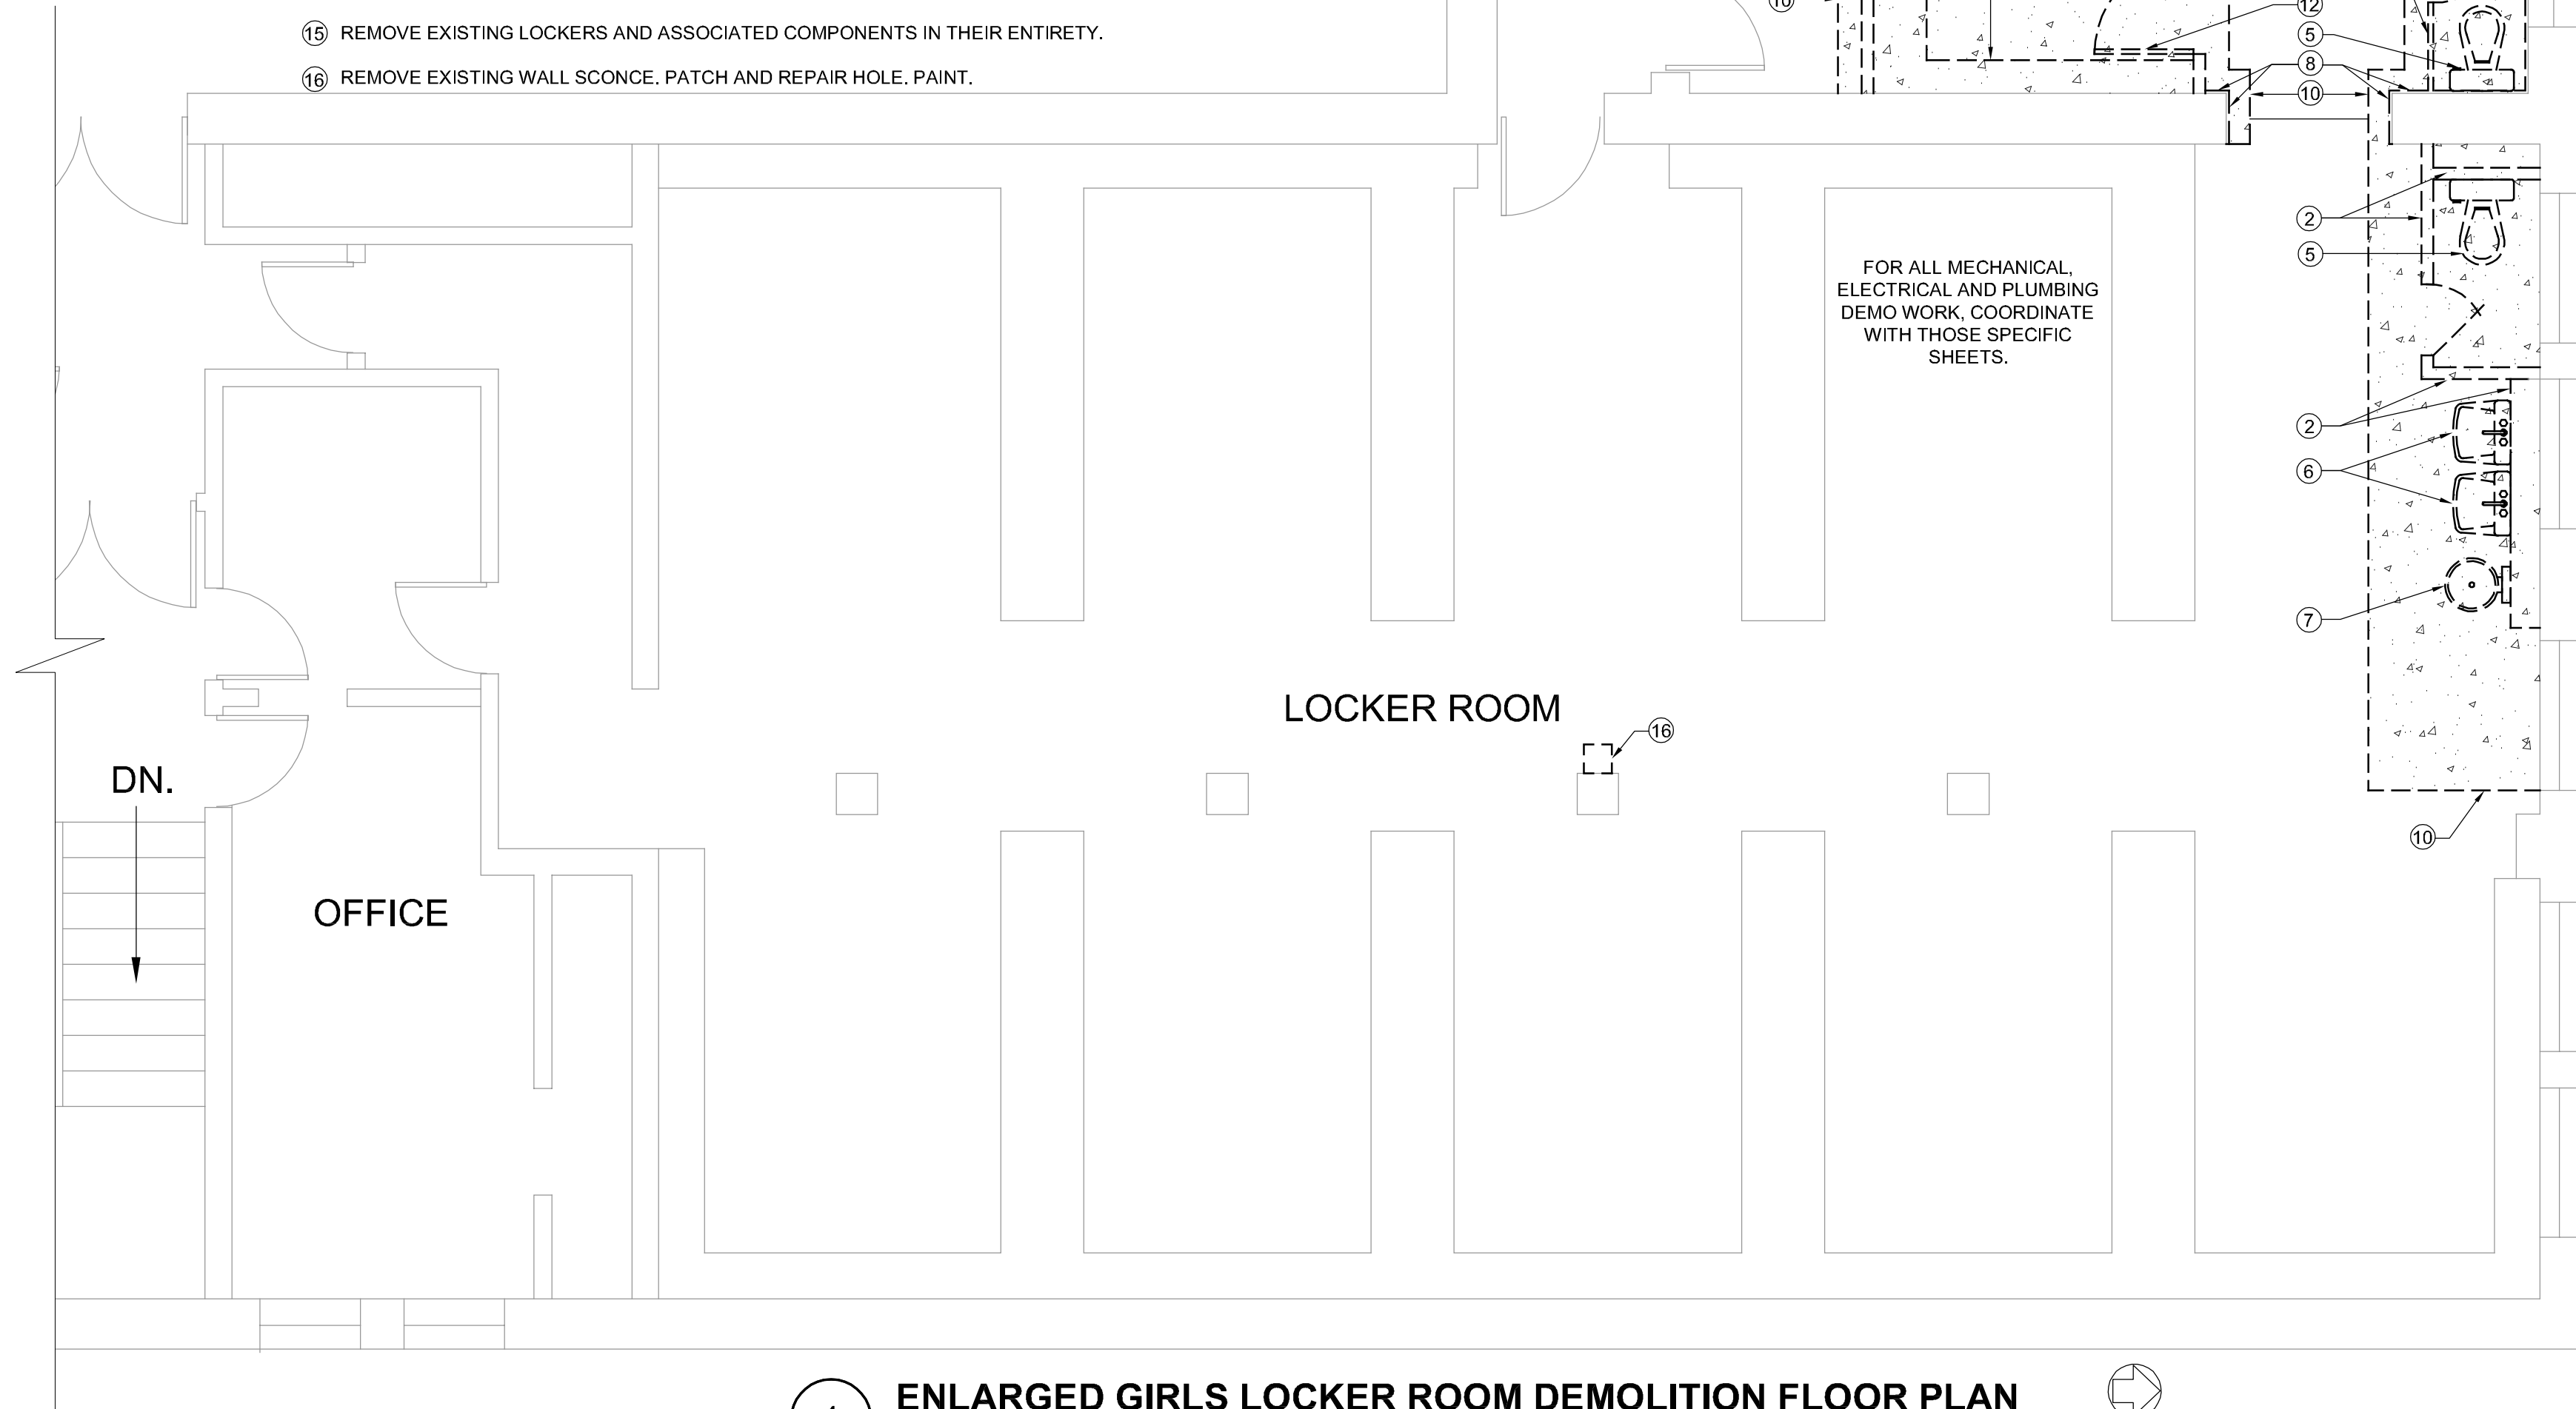 15 REMOVE EXISTING LOCKERS AND ASSOCIATED COMPONENTS IN THEIR ENTIRETY.
16 REMOVE EXISTING WALL SCONCE. PATCH AND REPAIR HOLE. PAINT.
10
12
5
8
10
2
5
FOR ALL MECHANICAL,
ELECTRICAL AND PLUMBING
DEMO WORK, COORDINATE
WITH THOSE SPECIFIC
SHEETS.
2
6
7
LOCKER ROOM
16
DN.
10
OFFICE
ENLARGED GIRLS LOCKER ROOM DEMOLITION FLOOR PLAN